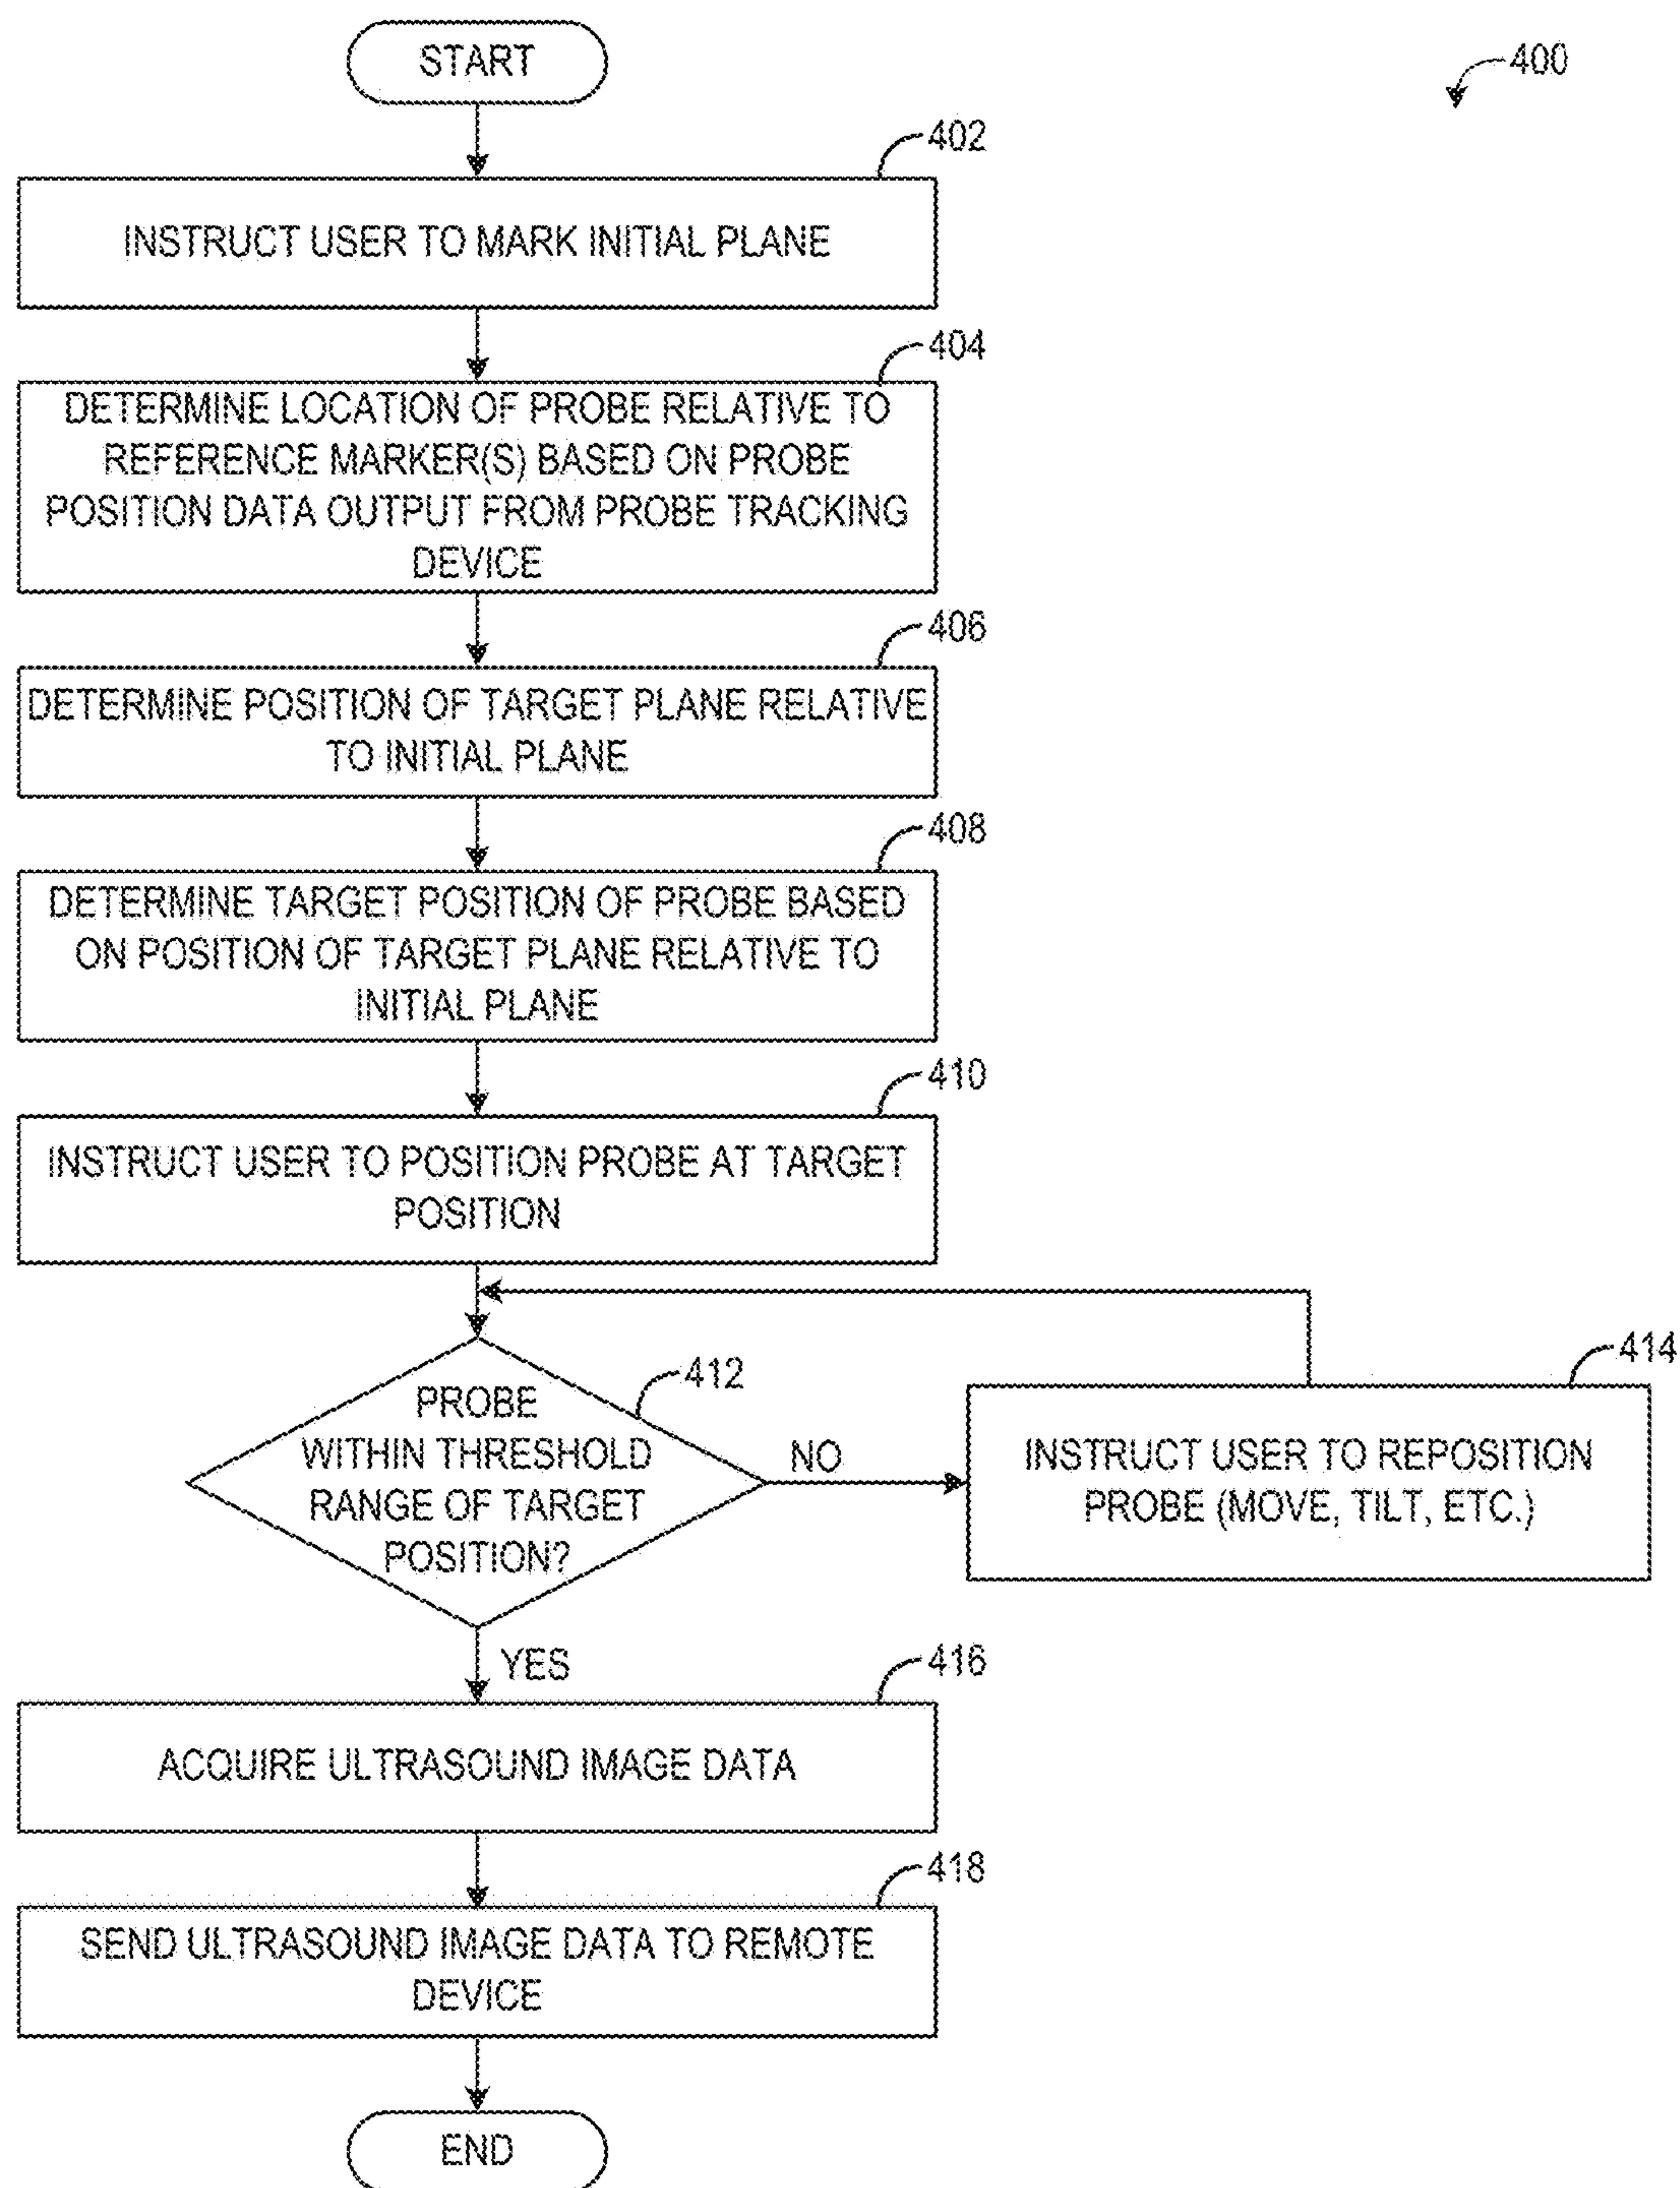 START
400
402
INSTRUCT USER TO MARK INITIAL PLANE
404
DETERMINE LOCATION OF PROBE RELATIVE TO
REFERENCE MARKER(S) BASED ON PROBE
POSITION DATA OUTPUT FROM PROBE TRACKING
DEVICE
406
DETERMINE POSITION OF TARGET PLANE RELATIVE
TO INITIAL PLANE
408
DETERMINE TARGET POSITION OF PROBE BASED
ON POSITION OF TARGET PLANE RELATIVE TO
INITIAL PLANE
410
INSTRUCT USER TO POSITION PROBE AT TARGET
POSITION
412
PROBE
WITHIN THRESHOLD
RANGE OF TARGET
POSITION?
NO
414
INSTRUCT USER TO REPOSITION
PROBE (MOVE, TILT, ETC.)
YES
416
ACQUIRE ULTRASOUND IMAGE DATA
418
SEND ULTRASOUND IMAGE DATA TO REMOTE
DEVICE
END